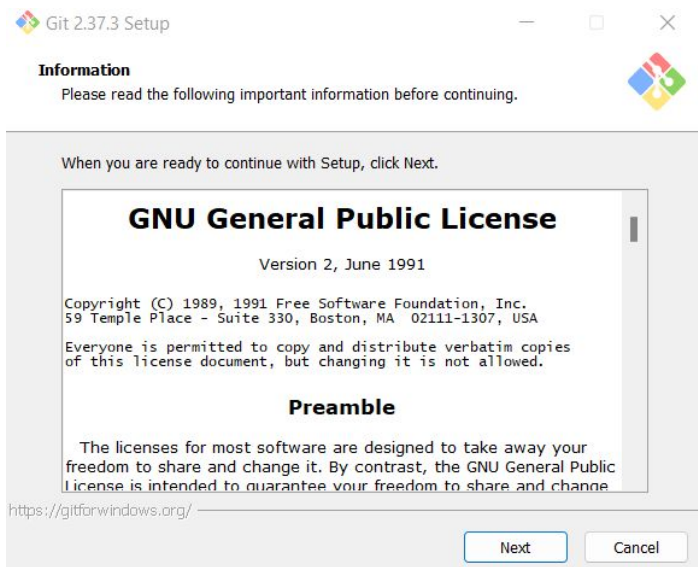 Git 2.37.3 Setup
Information
Please read the following important information before continuing.
When you are ready to continue with Setup, click Next.
GNU General Public License
Version 2, June 1991
Copyright (C) 1989, 1991 Free Software Foundation, Inc.
59 Temple Place - Suite 330, Boston, MA  02111-1307, USA
Everyone is permitted to copy and distribute verbatim copies
of this license document, but changing it is not allowed.
Preamble
The licenses for most software are designed to take away your
freedom to share and change it. By contrast, the GNU General Public
License is intended to guarantee your freedom to share and change
https://gitforwindows.org/
Next
Cancel